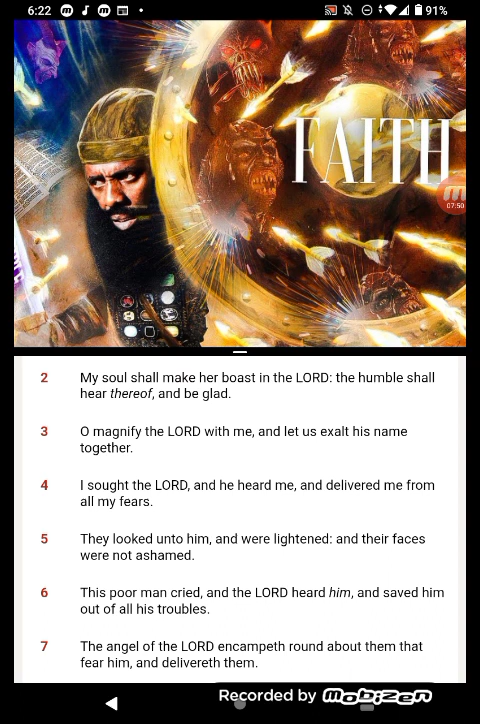 6:22
91%
FAITH
07:50
2 My soul shall make her boast in the LORD: the humble shall
hear thereof, and be glad.
3 O magnify the LORD with me, and let us exalt his name
together.
4 I sought the LORD, and he heard me, and delivered me from
all my fears.
5 They looked unto him, and were lightened: and their faces
were not ashamed.
6 This poor man cried, and the LORD heard him, and saved him
out of all his troubles.
7 The angel of the LORD encampeth round about them that
fear him, and delivereth them.
Recorded by mobizen